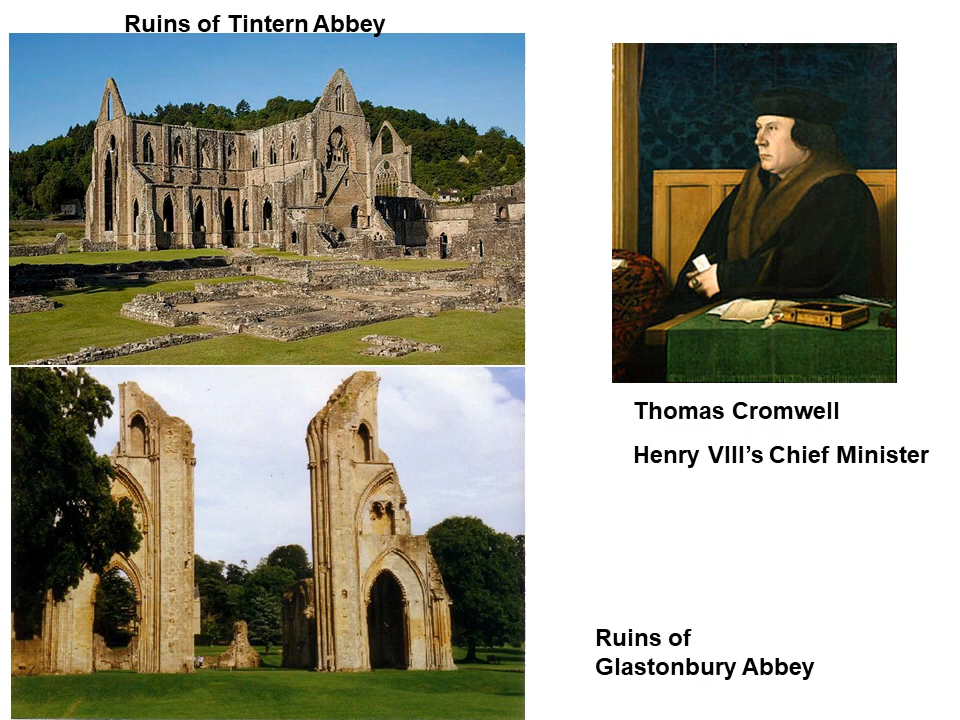 Ruins of Tintern Abbey
Thomas Cromwell
Henry VIII’s Chief Minister
Ruins of
Glastonbury Abbey